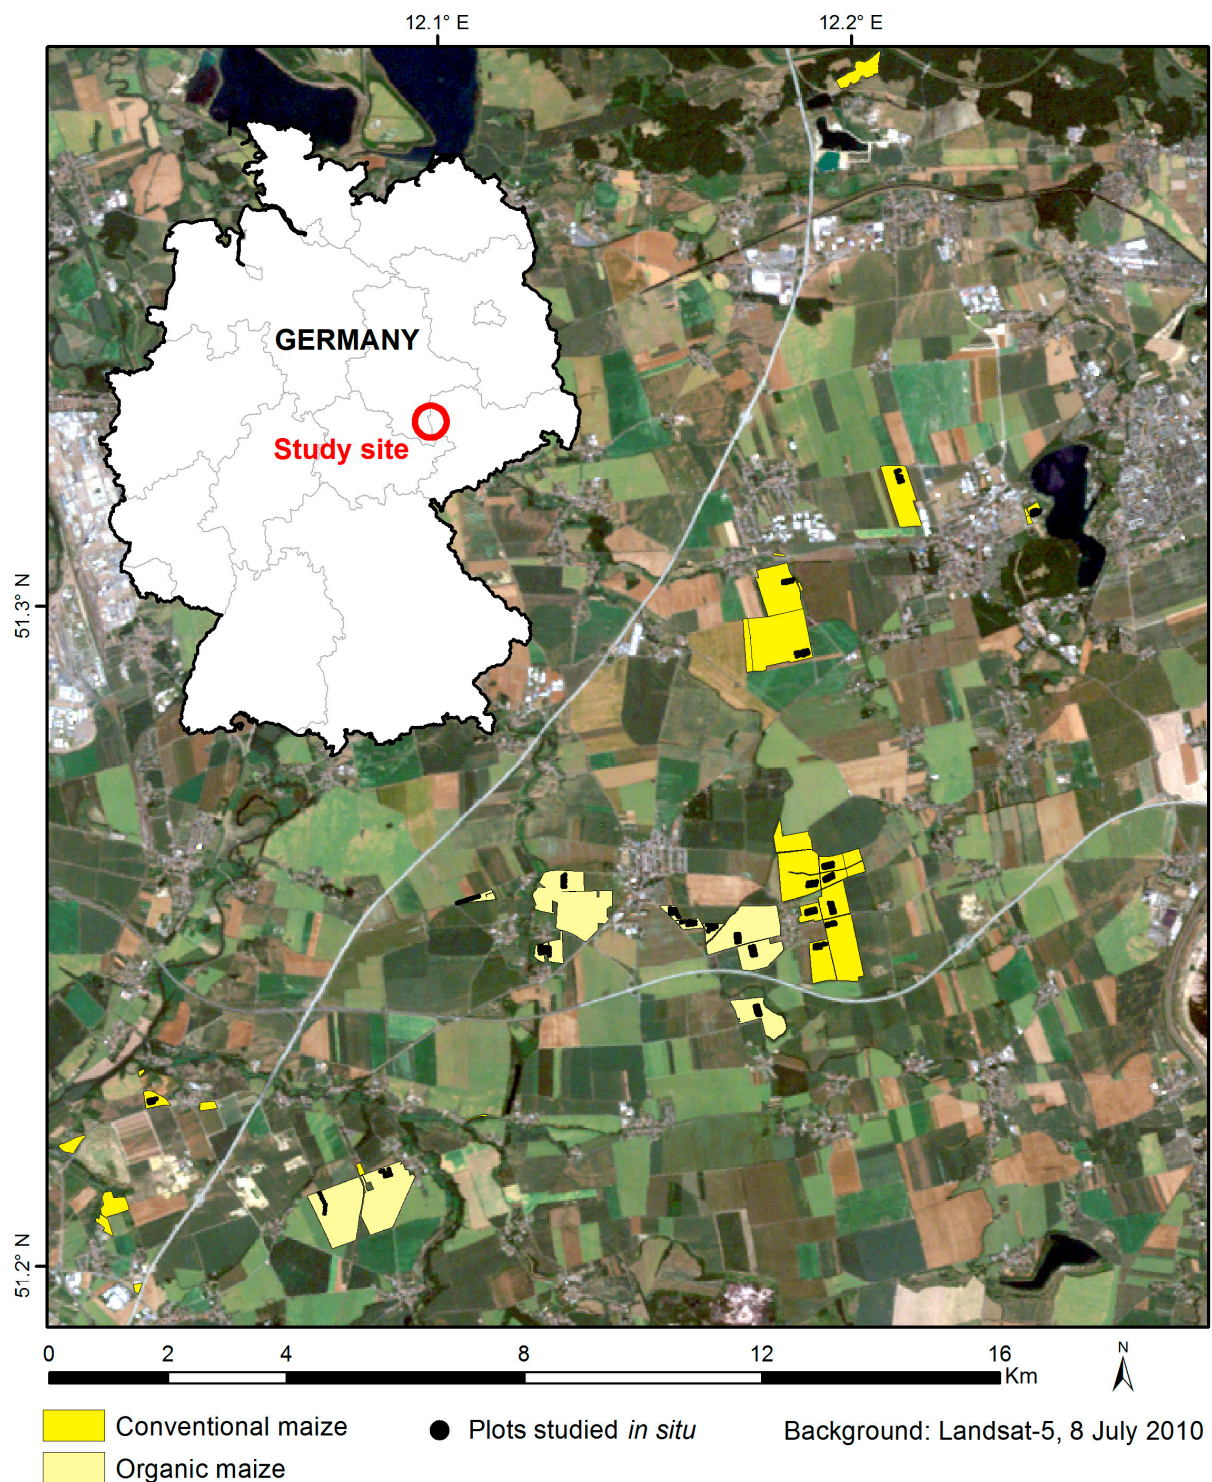 12.1° E
12.2° E
GERMANY
Study site
51.3° N
51.2° N
0 2 4 8 12 16
Km
N
Conventional maize
Plots studied in situ
Background: Landsat-5, 8 July 2010
Organic maize